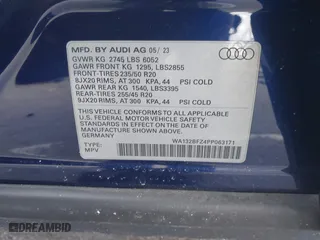 MFD. BY AUDI AG 05/ 23
GVWR KG 2745 LBS 6052
GAWR FRONT KG 1295, LBS2855
FRONT-TIRES 235/50 R20
8JX20 RIMS, AT 300 KPA, 44 PSI COLD
GAWR REAR KG 1540, LBS3395
REAR-TIRES 255/45 R20
9JX20 RIMS, AT 300 KPA, 44 PSI COLD
THIS VEHICLE CONFORMS TO ALL APPLICABLE
U.S. FEDERAL MOTOR VEHICLE SAFETY STANDARDS
IN EFFECT ON THE DATE OF MANUFACTURE SHOWN ABOVE
GERMANY
TYPE: WA132BFZ4PP063171
MPV
DREAMBID